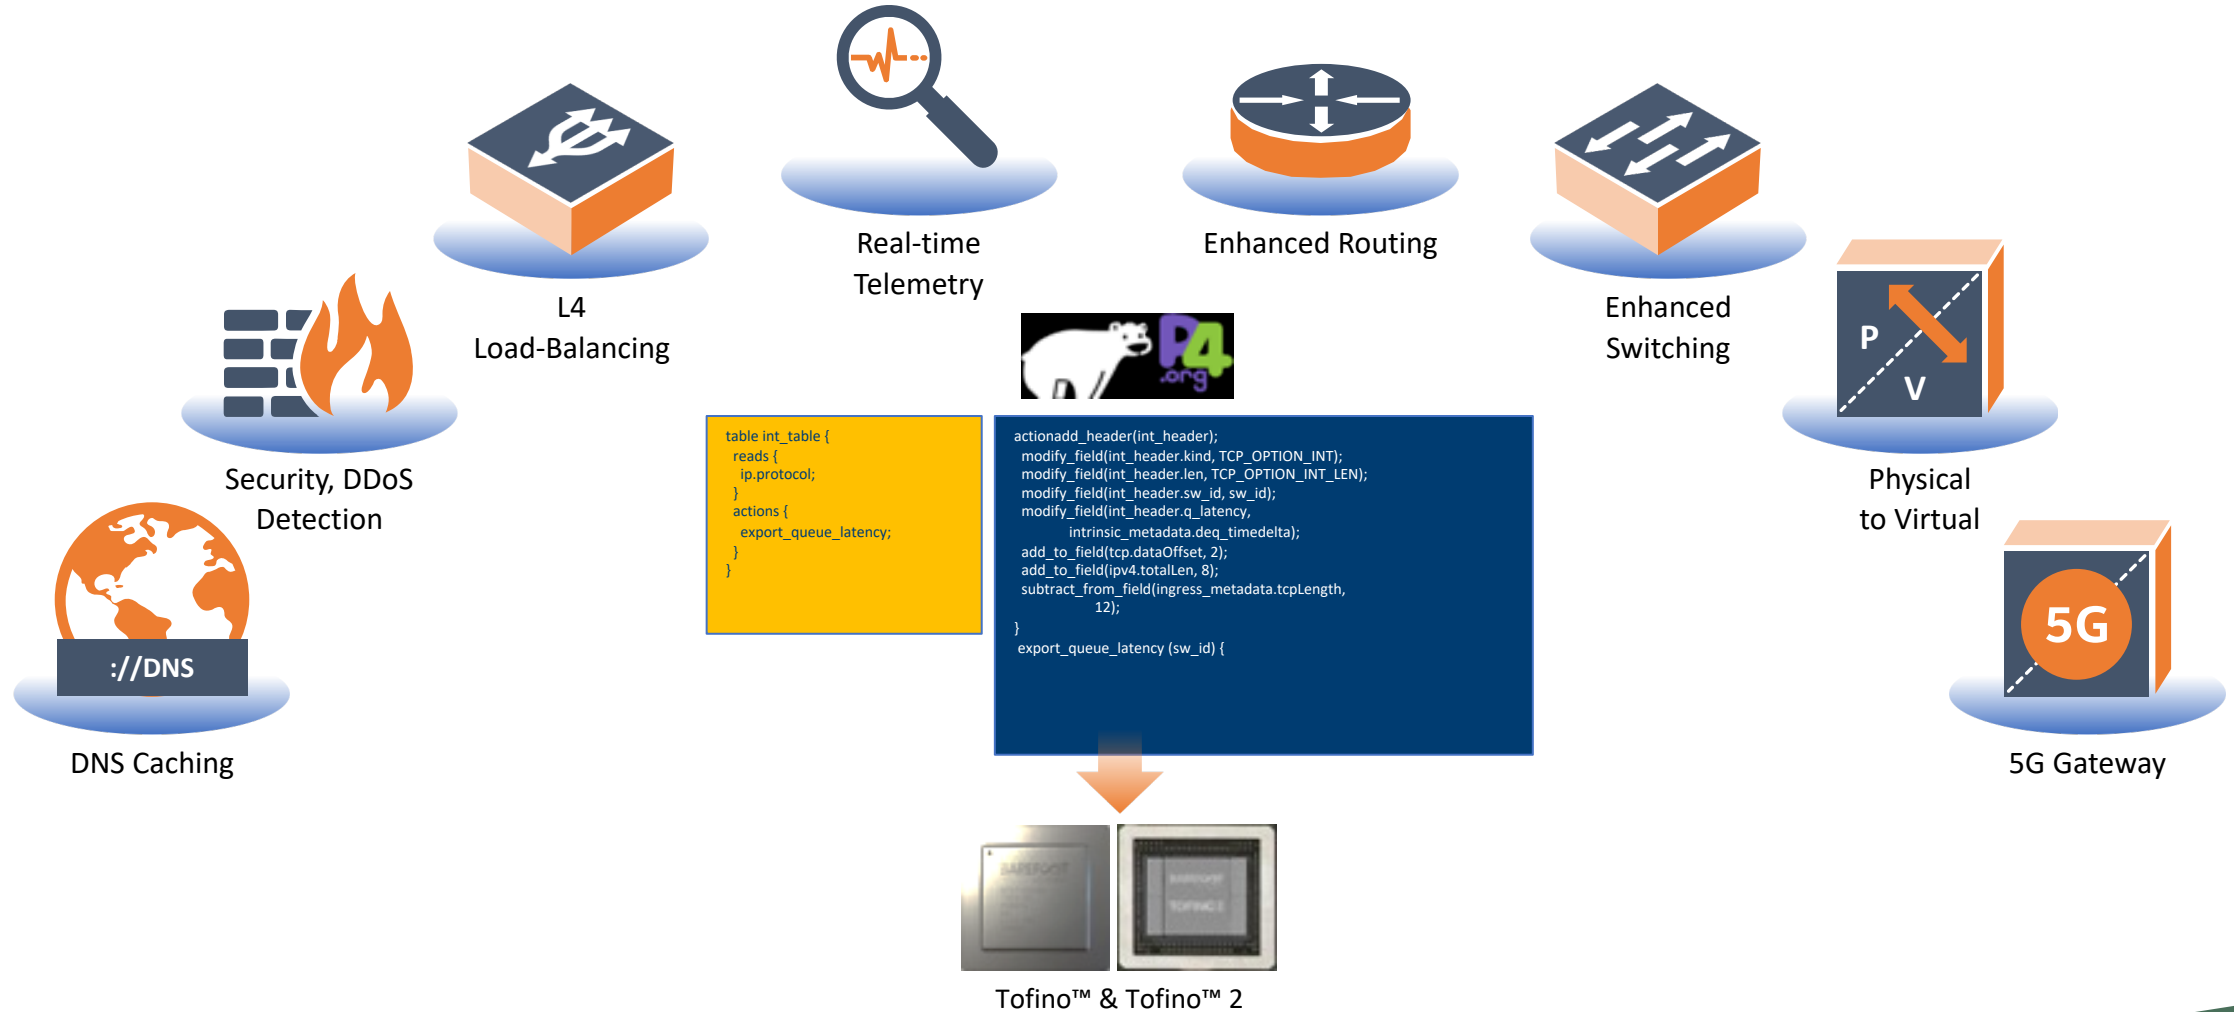 Real-time
Telemetry
Enhanced Routing
L4
Load-Balancing
Enhanced
Switching
P
V
P4
.org
Security, DDoS
Detection
Physical
to Virtual
table int_table {
reads {
ip.protocol;
}
actions {
export_queue_latency;
}
}
actionadd_header(int_header);
modify_field(int_header.kind, TCP_OPTION_INT);
modify_field(int_header.len, TCP_OPTION_INT_LEN);
modify_field(int_header.sw_id, sw_id);
modify_field(int_header.q_latency,
intrinsic_metadata.deq_timedelta);
add_to_field(tcp.dataOffset, 2);
add_to_field(ipv4.totalLen, 8);
subtract_from_field(ingress_metadata.tcpLength,
12);
}
export_queue_latency (sw_id) {
://DNS
DNS Caching
5G
5G Gateway
BAREFOOT
BAREFOOT
Tofino™ & Tofino™ 2